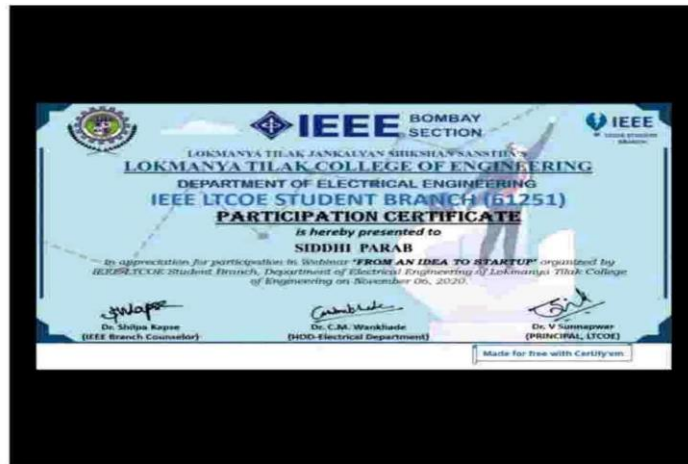 IEEE BOMBAY SECTION
IEEE
LTCOE STUDENT BRANCH
LOKMANYA TILAK JANKALYAN SHIKSHAN SANSTHA'S
LOKMANYA TILAK COLLEGE OF ENGINEERING
DEPARTMENT OF ELECTRICAL ENGINEERING
IEEE LTCOE STUDENT BRANCH (61251)
PARTICIPATION CERTIFICATE
is hereby presented to
SIDDHI PARAB
in appreciation for participation in Webinar "FROM AN IDEA TO STARTUP" organized by
IEEE-LTCOE Student Branch, Department of Electrical Engineering of Lokmanya Tilak College
of Engineering on November 06, 2020.
Dr. Shilpa Kapse
(IEEE Branch Counselor)
Dr. C.M. Wankhade
(HOD-Electrical Department)
Dr. V Sunnapwar
(PRINCIPAL, LTCOE)
Made for free with Certify'em